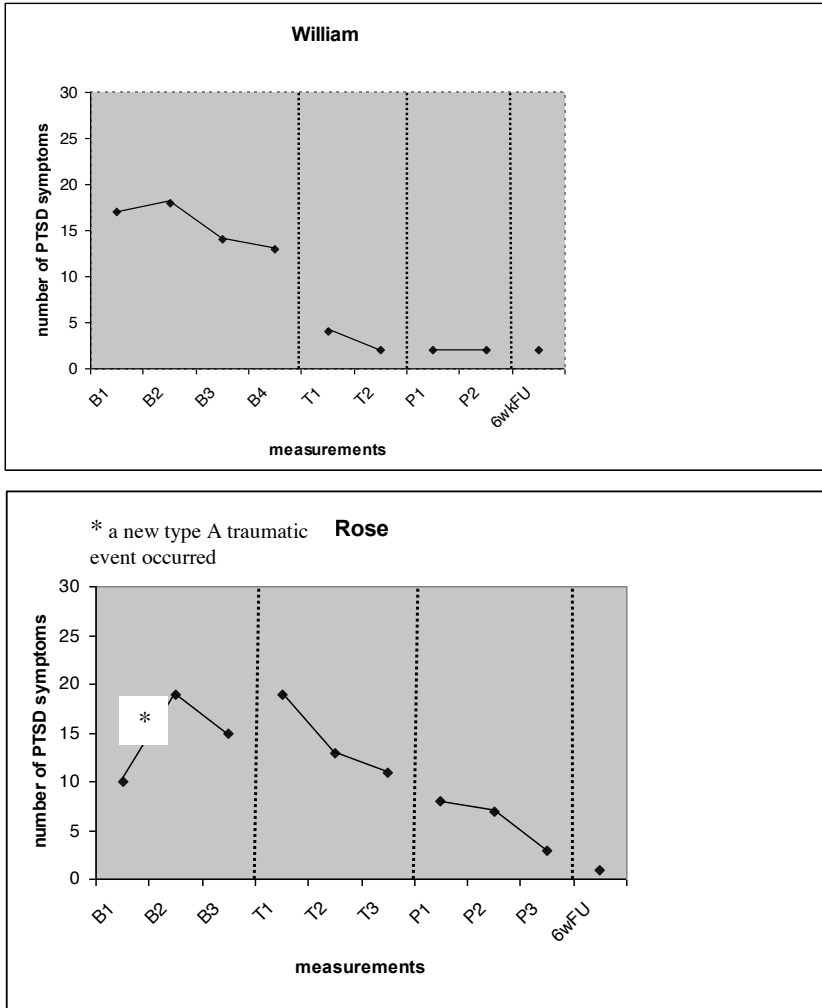 William
30
25
20
15
10
5
0
number of PTSD symptoms
B1
B2
B3
B4
T1
T2
P1
P2
6wkFU
measurements
* a new type A traumatic
event occurred
Rose
30
25
20
15
10
5
0
number of PTSD symptoms
*
B1
B2
B3
T1
T2
T3
P1
P2
P3
6wFU
measurements